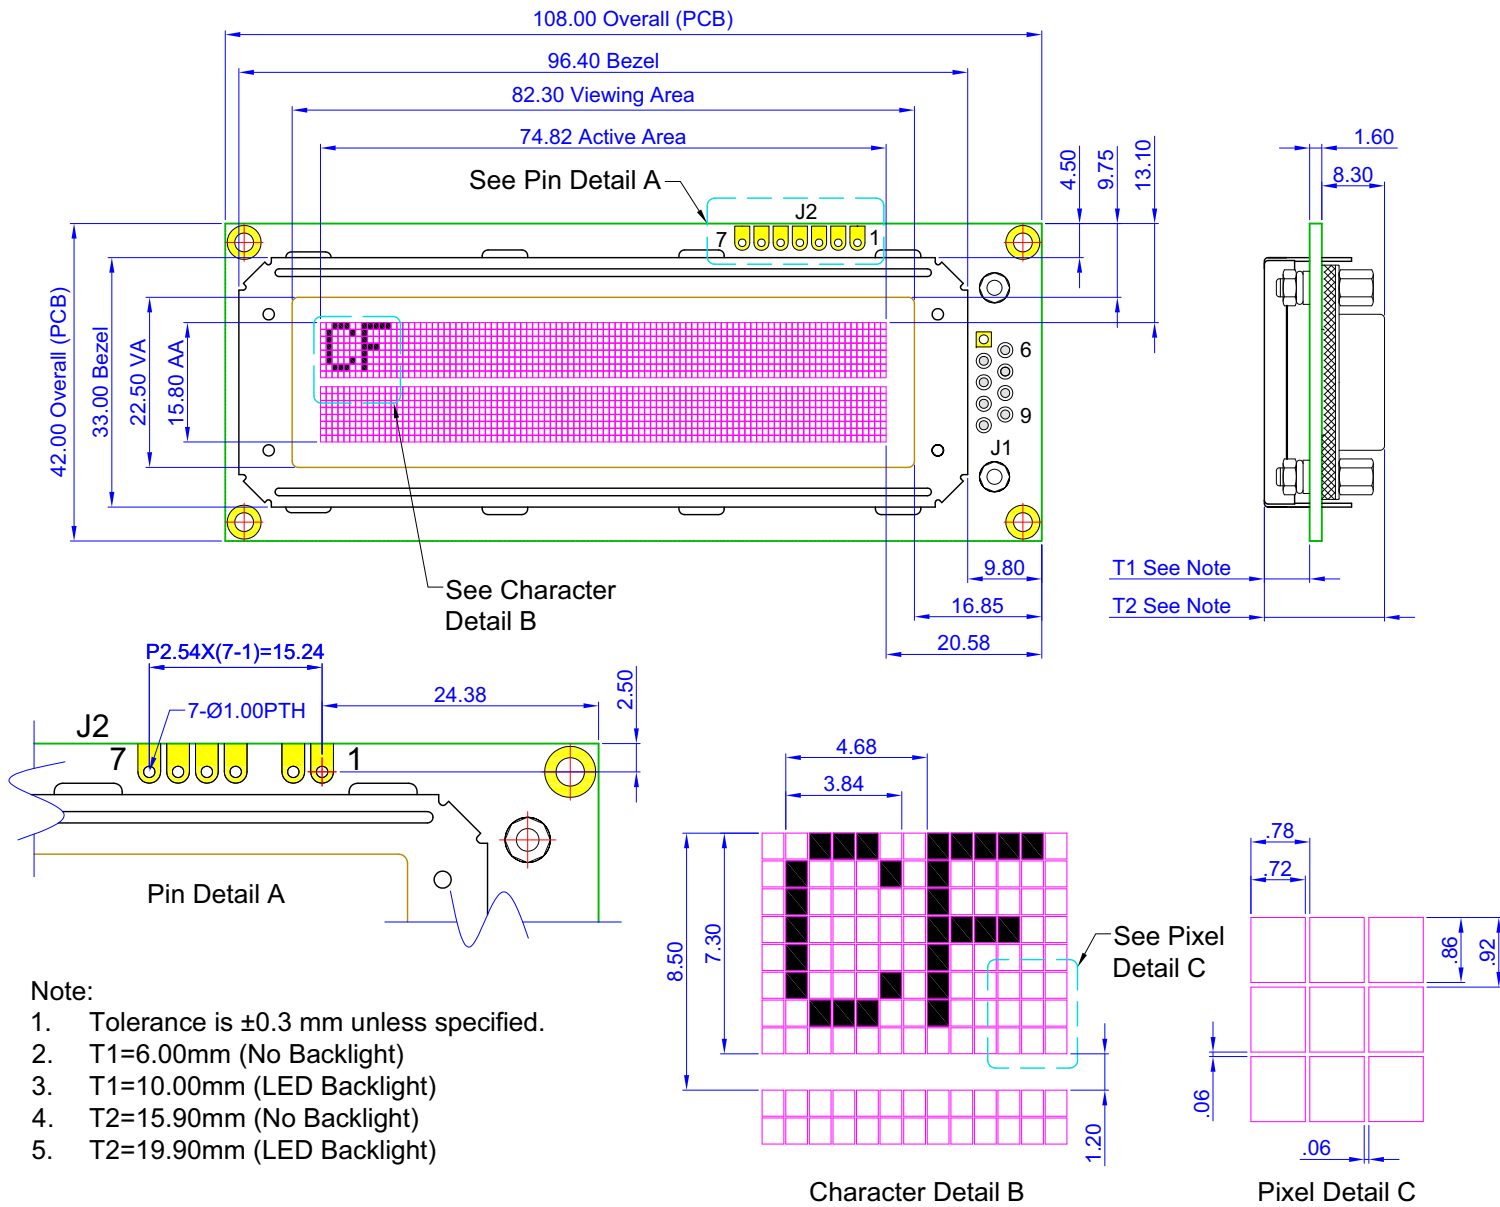 108.00 Overall (PCB)
96.40 Bezel
82.30 Viewing Area
74.82 Active Area
See Pin Detail A
J2
7
1
4.50
9.75
13.10
1.60
8.30
42.00 Overall (PCB)
33.00 Bezel
22.50 VA
15.80 AA
CF
6
9
J1
See Character
Detail B
9.80
16.85
20.58
T1 See Note
T2 See Note
P2.54X(7-1)=15.24
24.38
2.50
7-Ø1.00PTH
J2
7
1
Pin Detail A
4.68
3.84
8.50
7.30
CF
See Pixel
Detail C
1.20
Character Detail B
.78
.72
.86
.92
.06
.06
Pixel Detail C
Note:
1. Tolerance is ±0.3 mm unless specified.
2. T1=6.00mm (No Backlight)
3. T1=10.00mm (LED Backlight)
4. T2=15.90mm (No Backlight)
5. T2=19.90mm (LED Backlight)